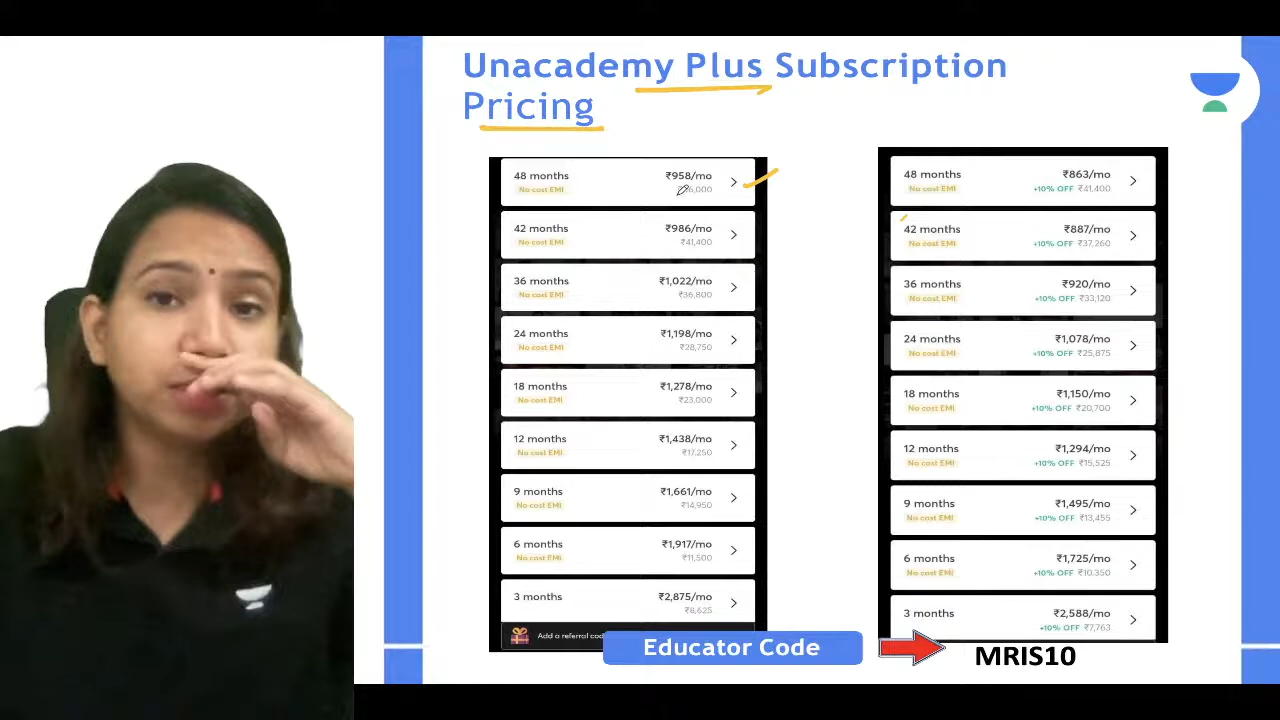 Unacademy Plus Subscription
Pricing
48 months ₹958/mo
No cost EMI
42 months ₹986/mo
No cost EMI ₹41,400
36 months ₹1,022/mo
No cost EMI ₹36,800
24 months ₹1,198/mo
No cost EMI ₹28,750
18 months ₹1,278/mo
No cost EMI ₹23,000
12 months ₹1,438/mo
No cost EMI ₹17,250
9 months ₹1,661/mo
No cost EMI ₹14,950
6 months ₹1,917/mo
No cost EMI ₹11,500
3 months ₹2,875/mo
₹8,625
Add a referral
48 months ₹863/mo
No cost EMI +10% OFF ₹41,400
42 months ₹887/mo
No cost EMI +10% OFF ₹37,260
36 months ₹920/mo
No cost EMI +10% OFF ₹33,120
24 months ₹1,078/mo
No cost EMI +10% OFF ₹25,875
18 months ₹1,150/mo
No cost EMI +10% OFF ₹20,700
12 months ₹1,294/mo
No cost EMI +10% OFF ₹15,525
9 months ₹1,495/mo
No cost EMI +10% OFF ₹13,455
6 months ₹1,725/mo
No cost EMI +10% OFF ₹10,350
3 months ₹2,588/mo
+10% OFF ₹7,763
Educator Code
MRIS10